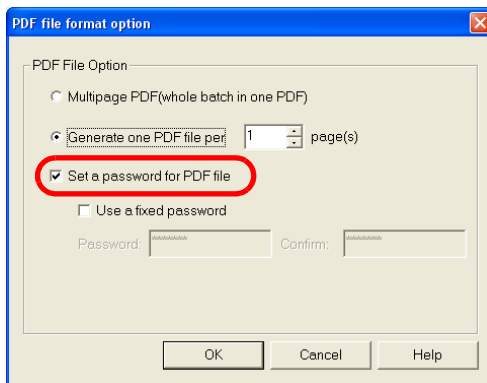 PDF file format option
PDF File Option
Multipage PDF(whole batch in one PDF)
Generate one PDF file per 1 page(s)
Set a password for PDF file
Use a fixed password
Password: ******* Confirm: *******
OK Cancel Help